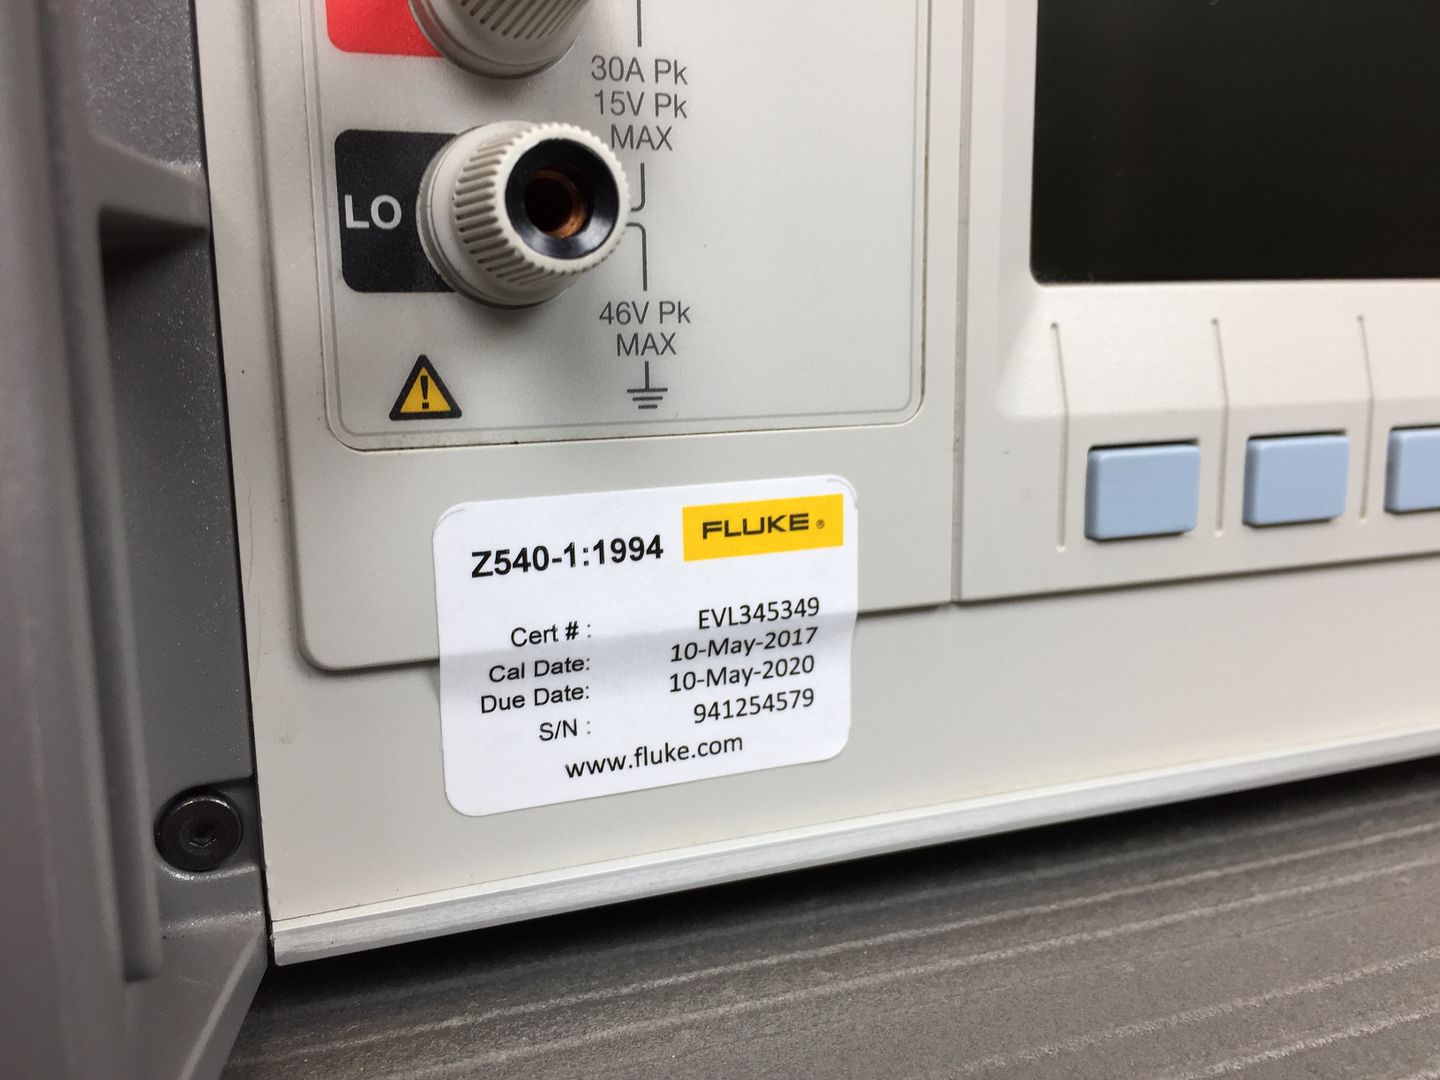 30A Pk
15V Pk
MAX
LO
46V Pk
MAX
Z540-1:1994
FLUKE ®
Cert # : EVL345349
Cal Date: 10-May-2017
Due Date: 10-May-2020
S/N : 941254579
www.fluke.com